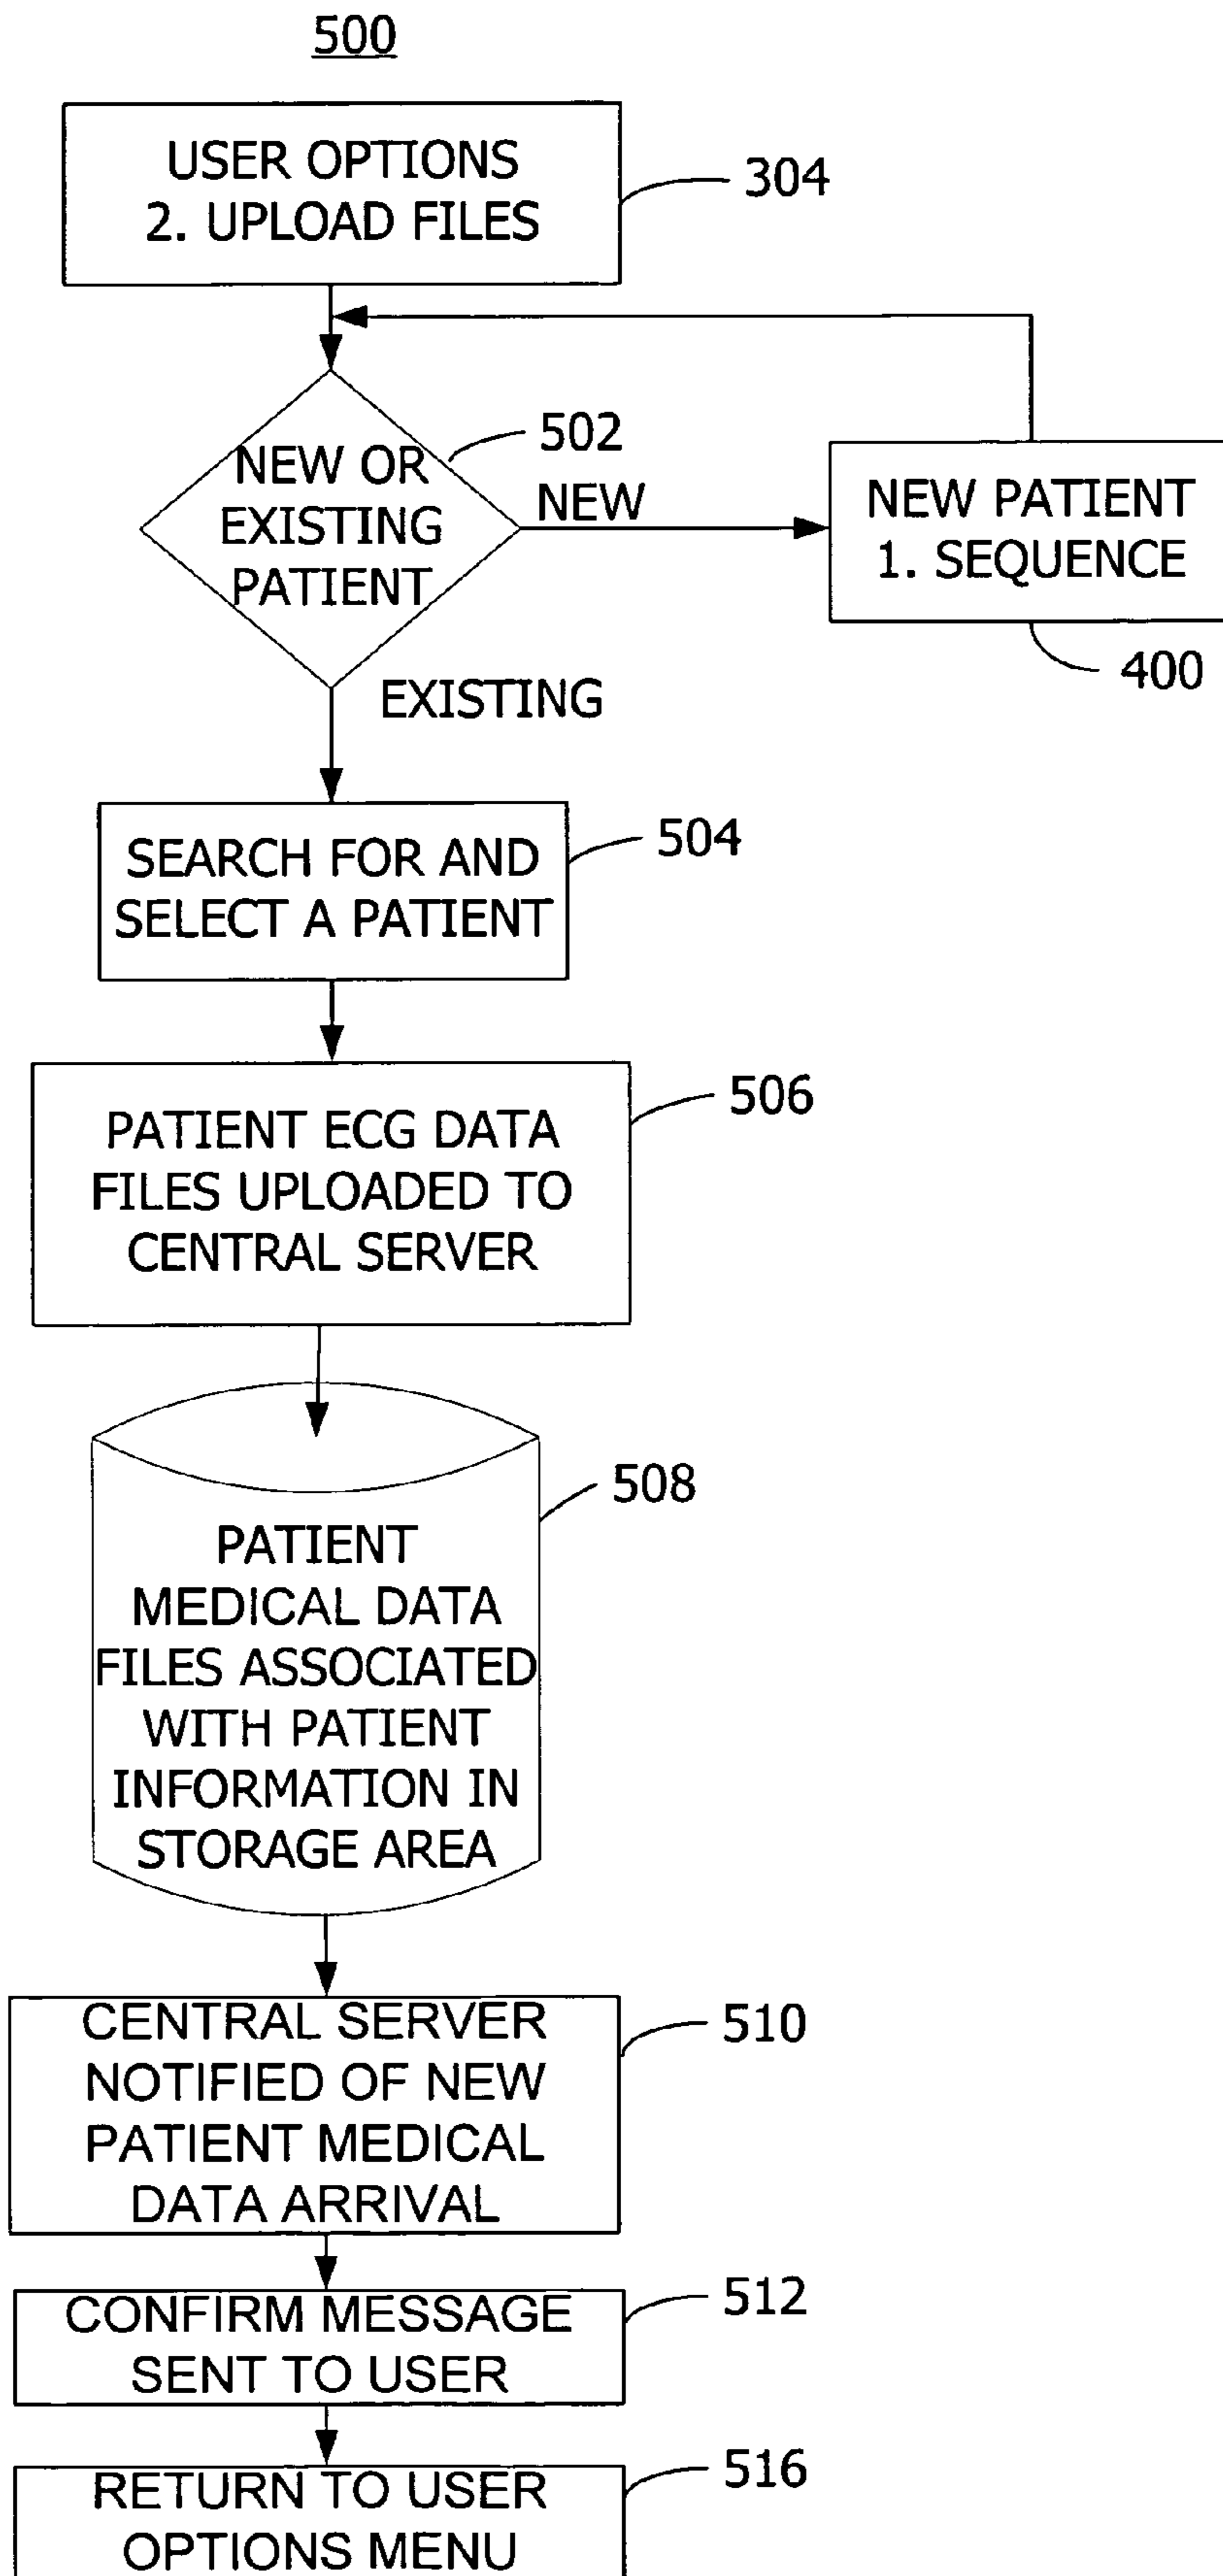 500
USER OPTIONS
2. UPLOAD FILES
304
NEW OR
EXISTING
PATIENT
502
NEW
NEW PATIENT
1. SEQUENCE
400
EXISTING
SEARCH FOR AND
SELECT A PATIENT
504
PATIENT ECG DATA
FILES UPLOADED TO
CENTRAL SERVER
506
PATIENT
MEDICAL DATA
FILES ASSOCIATED
WITH PATIENT
INFORMATION IN
STORAGE AREA
508
CENTRAL SERVER
NOTIFIED OF NEW
PATIENT MEDICAL
DATA ARRIVAL
510
CONFIRM MESSAGE
SENT TO USER
512
RETURN TO USER
OPTIONS MENU
516